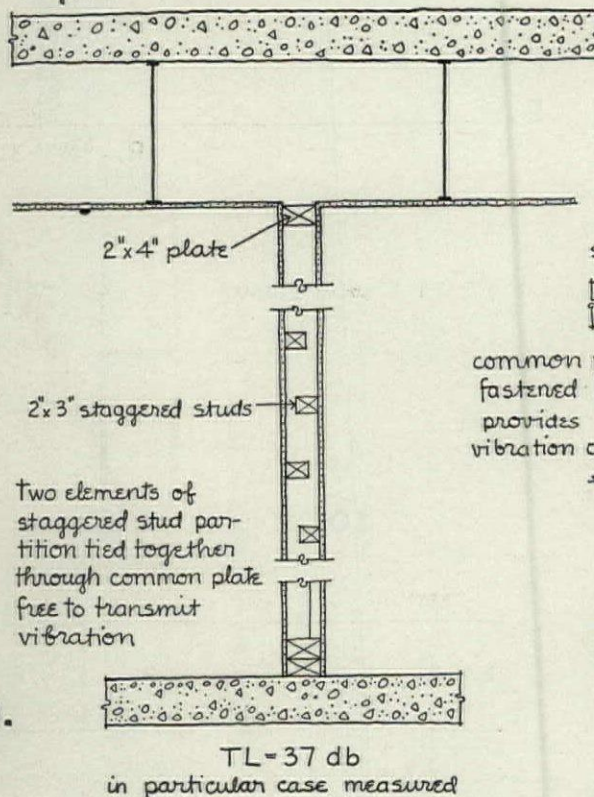 2"x 4" plate
2"x 3" staggered studs
Two elements of
staggered stud par-
tition tied together
through common plate
free to transmit
vibration
common
fastened
provides
vibration
TL = 37 db
in particular case measured